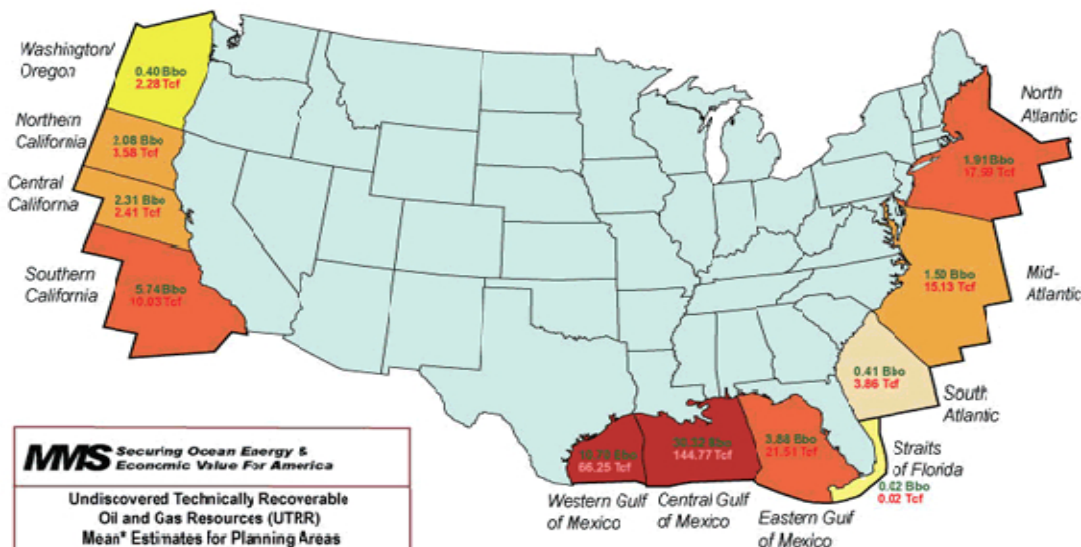 Washington/
Oregon
0.40 Bbo
2.28 Tcf
Northern
California
2.08 Bbo
3.58 Tcf
Central
California
2.31 Bbo
2.41 Tcf
Southern
California
5.74 Bbo
10.03 Tcf
North
Atlantic
1.91 Bbo
17.99 Tcf
Mid-
Atlantic
1.50 Bbo
15.13 Tcf
0.41 Bbo
3.86 Tcf
South
Atlantic
Straits
of Florida
0.02 Bbo
0.02 Tcf
3.88 Bbo
21.51 Tcf
Eastern Gulf
of Mexico
Bbo
144.77 Tcf
Central Gulf
of Mexico
Bbo
66.25 Tcf
Western Gulf
of Mexico
MMS Securing Ocean Energy &
Economic Value For America
Undiscovered Technically Recoverable
Oil and Gas Resources (UTRR)
Mean* Estimates for Planning Areas